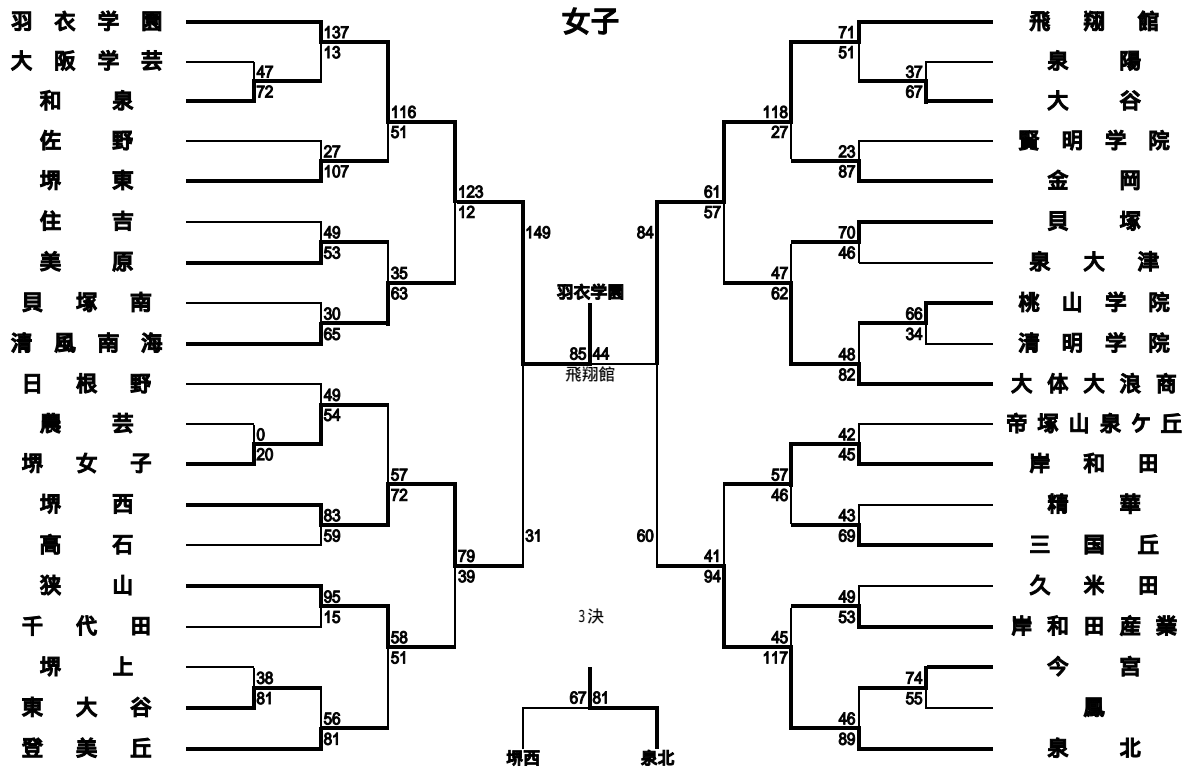 女子
羽衣学園
大阪学芸
和泉
佐野
堺東
住吉
美原
貝塚南
清風南海
日根野
農芸
堺女子
堺西
高石
狭山
千代田
堺上
東大谷
登美丘
137
13
47
72
27
107
49
53
30
65
49
54
0
20
83
59
95
15
38
81
56
81
116
51
35
63
57
72
58
51
123
12
79
39
149
31
羽衣学園
85 44
飛翔館
3決
67 81
堺西
泉北
84
60
61
57
41
94
118
27
47
62
57
46
45
117
71
51
37
67
23
87
70
46
66
34
48
82
42
45
43
69
49
53
74
55
46
89
飛翔館
泉陽
大谷
賢明学院
金岡
貝塚
泉大津
桃山学院
清明学院
大体大浪商
帝塚山泉ケ丘
岸和田
精華
三国丘
久米田
岸和田産業
今宮
鳳
泉北